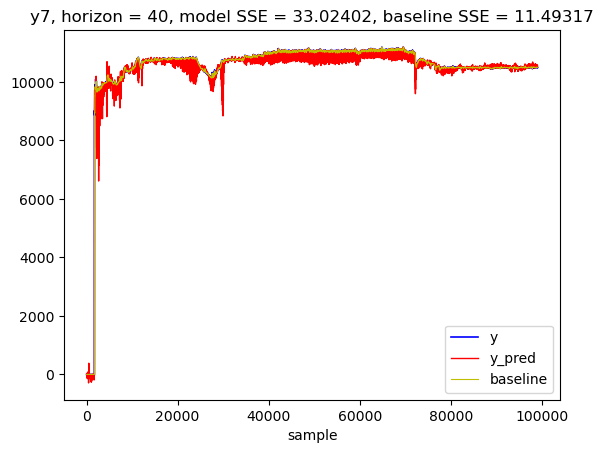 y7, horizon = 40, model SSE = 33.02402, baseline SSE = 11.49317
10000
8000
6000
4000
2000
0
y
y_pred
baseline
0 20000 40000 60000 80000 100000
sample